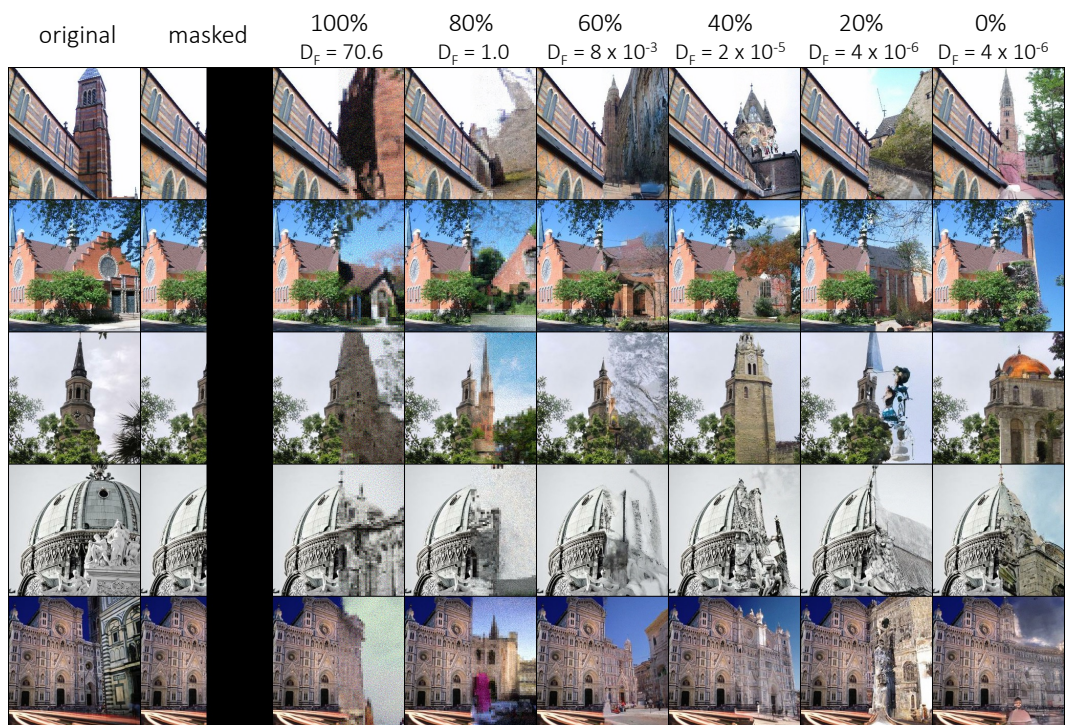 original masked 100% 80% 60% 40% 20% 0%
D_F = 70.6 D_F = 1.0 D_F = 8 x 10⁻³ D_F = 2 x 10⁻⁵ D_F = 4 x 10⁻⁶ D_F = 4 x 10⁻⁶